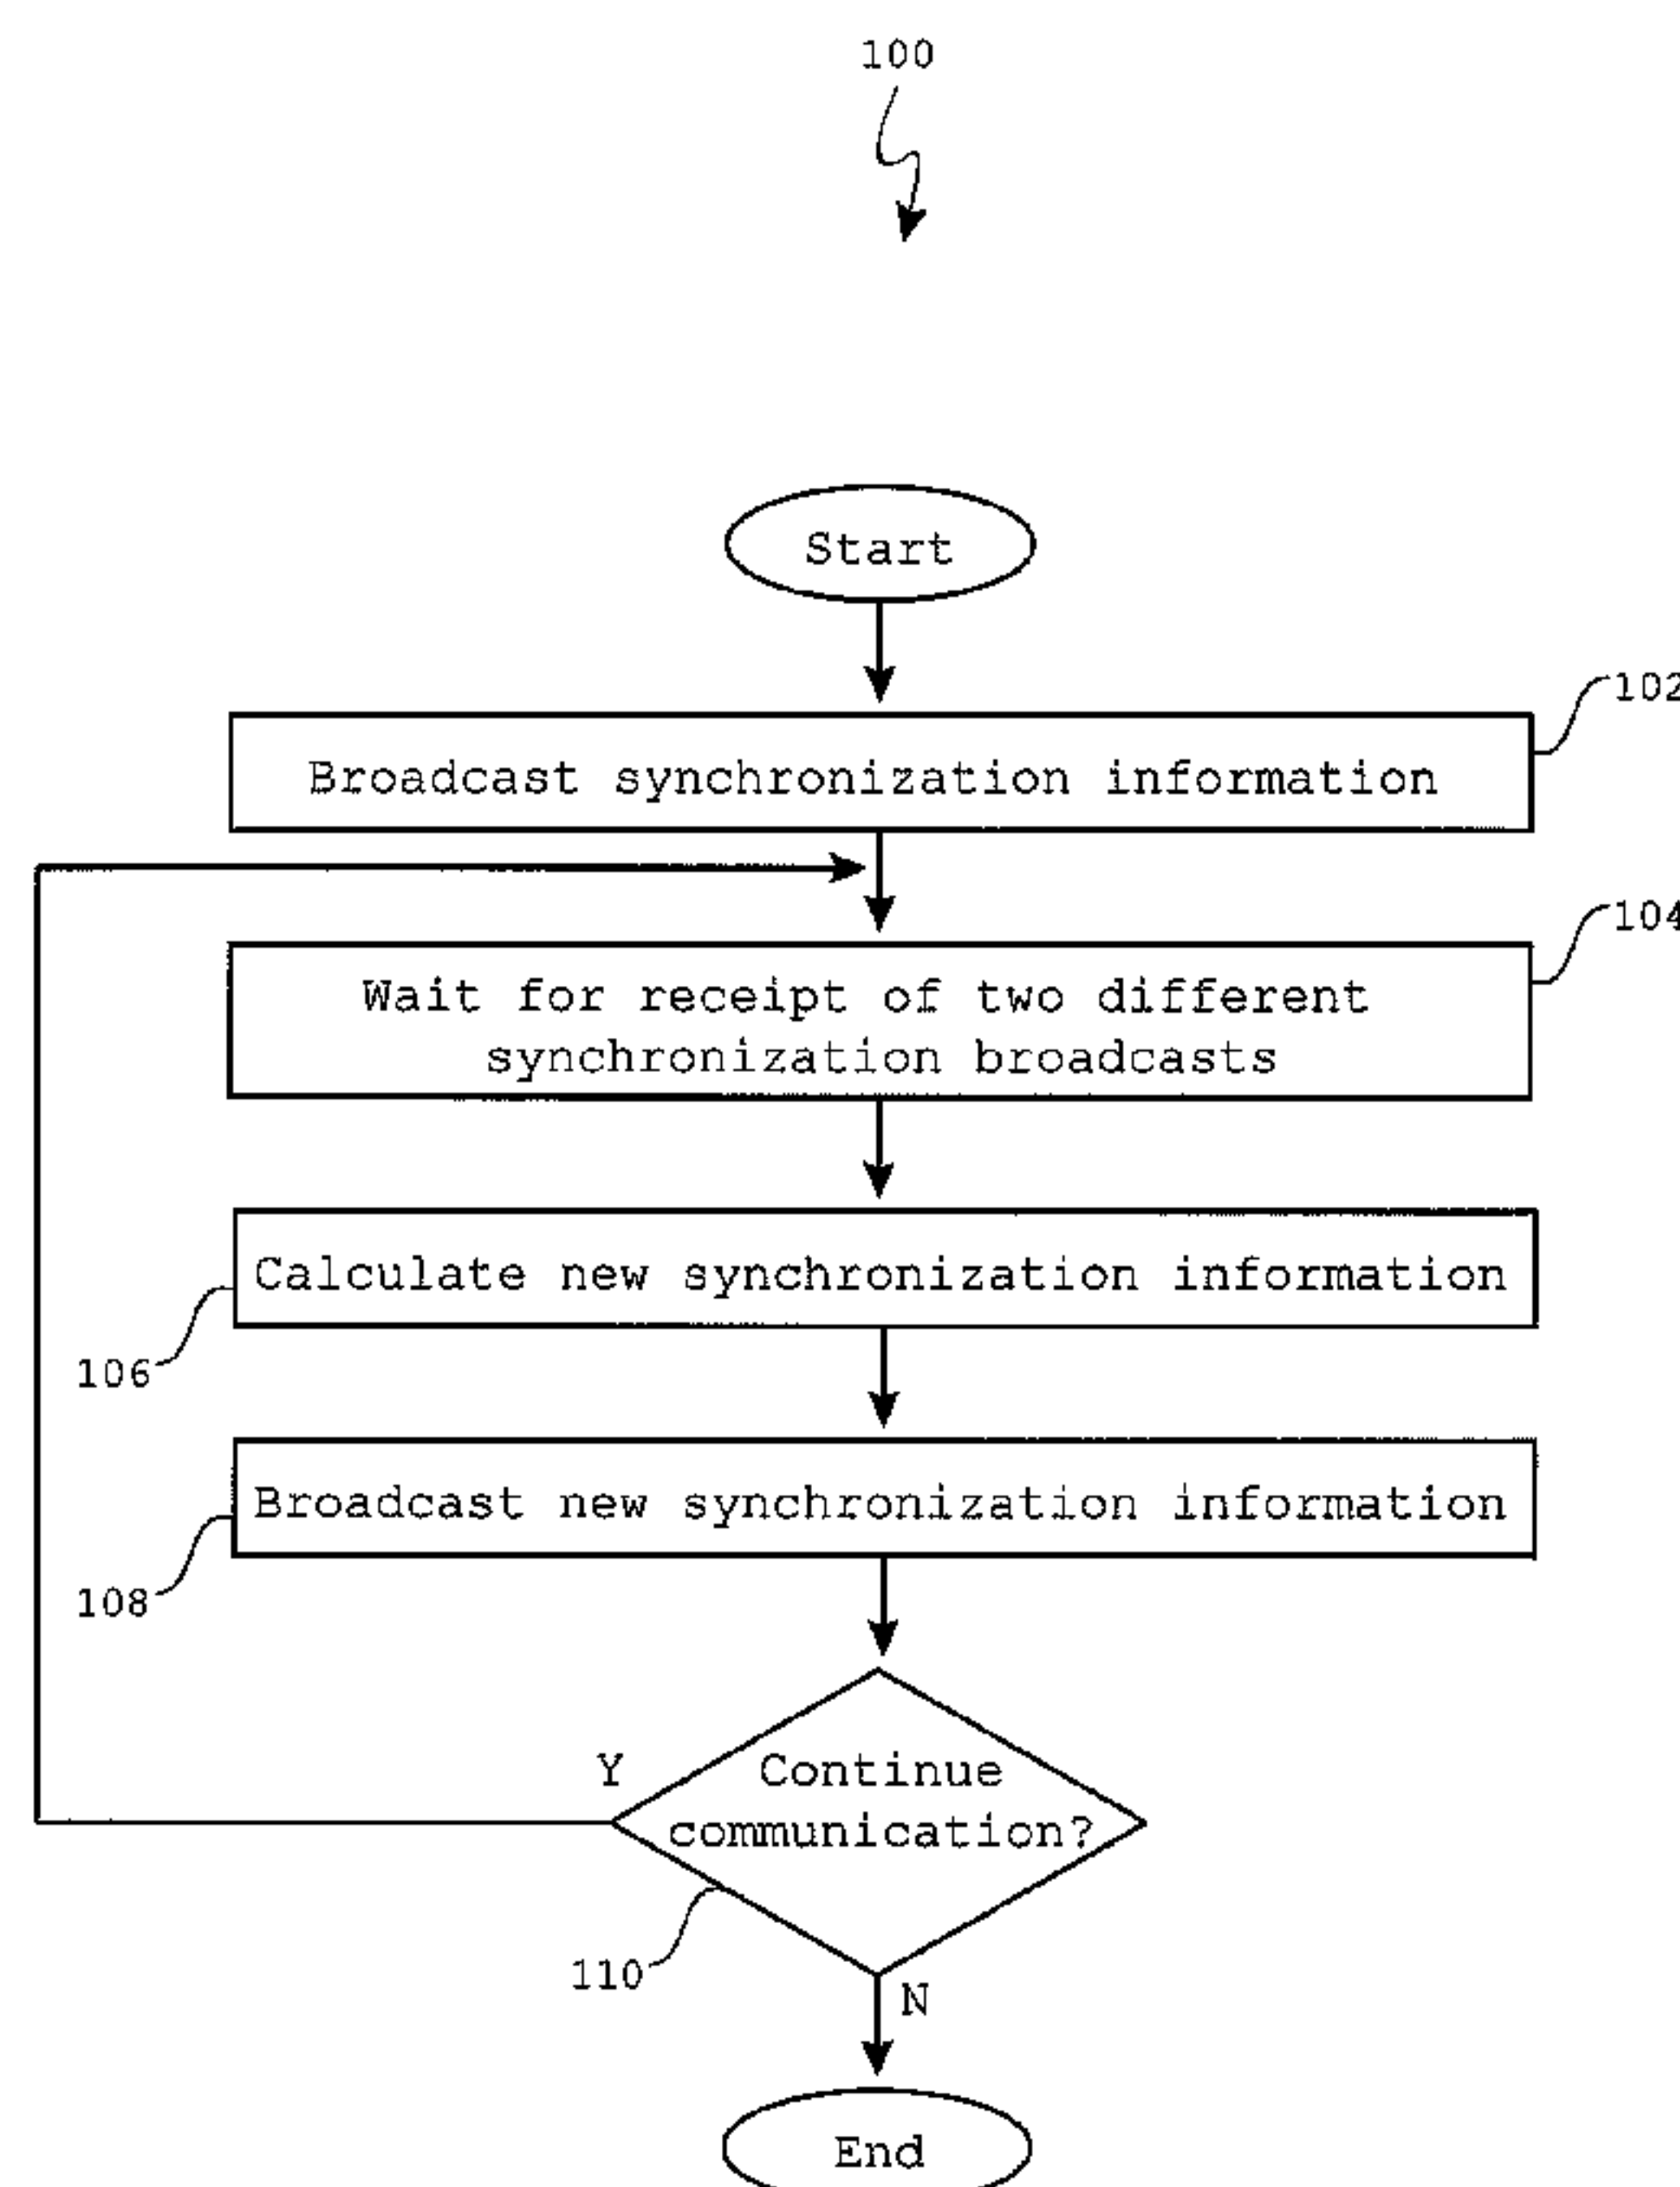 100
Start
102
Broadcast synchronization information
104
Wait for receipt of two different
synchronization broadcasts
Calculate new synchronization information
106
Broadcast new synchronization information
108
Y
Continue
communication?
110
N
End